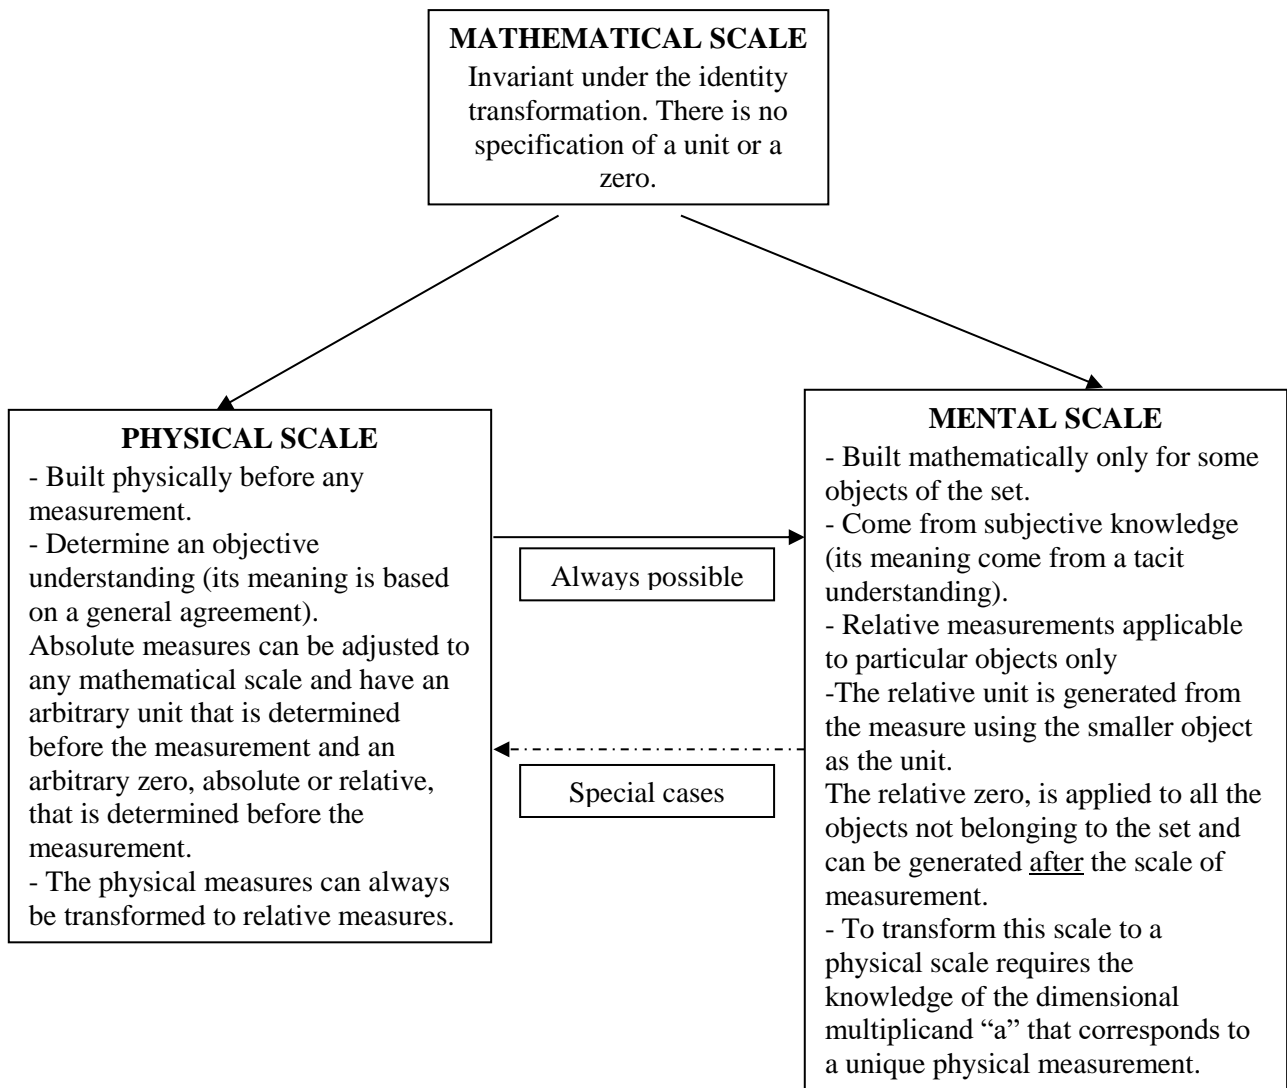 MATHEMATICAL SCALE
Invariant under the identity
transformation. There is no
specification of a unit or a
zero.
PHYSICAL SCALE
- Built physically before any
measurement.
- Determine an objective
understanding (its meaning is based
on a general agreement).
Absolute measures can be adjusted to
any mathematical scale and have an
arbitrary unit that is determined
before the measurement and an
arbitrary zero, absolute or relative,
that is determined before the
measurement.
- The physical measures can always
be transformed to relative measures.
Always possible
Special cases
MENTAL SCALE
- Built mathematically only for some
objects of the set.
- Come from subjective knowledge
(its meaning come from a tacit
understanding).
- Relative measurements applicable
to particular objects only
-The relative unit is generated from
the measure using the smaller object
as the unit.
The relative zero, is applied to all the
objects not belonging to the set and
can be generated after the scale of
measurement.
- To transform this scale to a
physical scale requires the
knowledge of the dimensional
multiplicand “a” that corresponds to
a unique physical measurement.